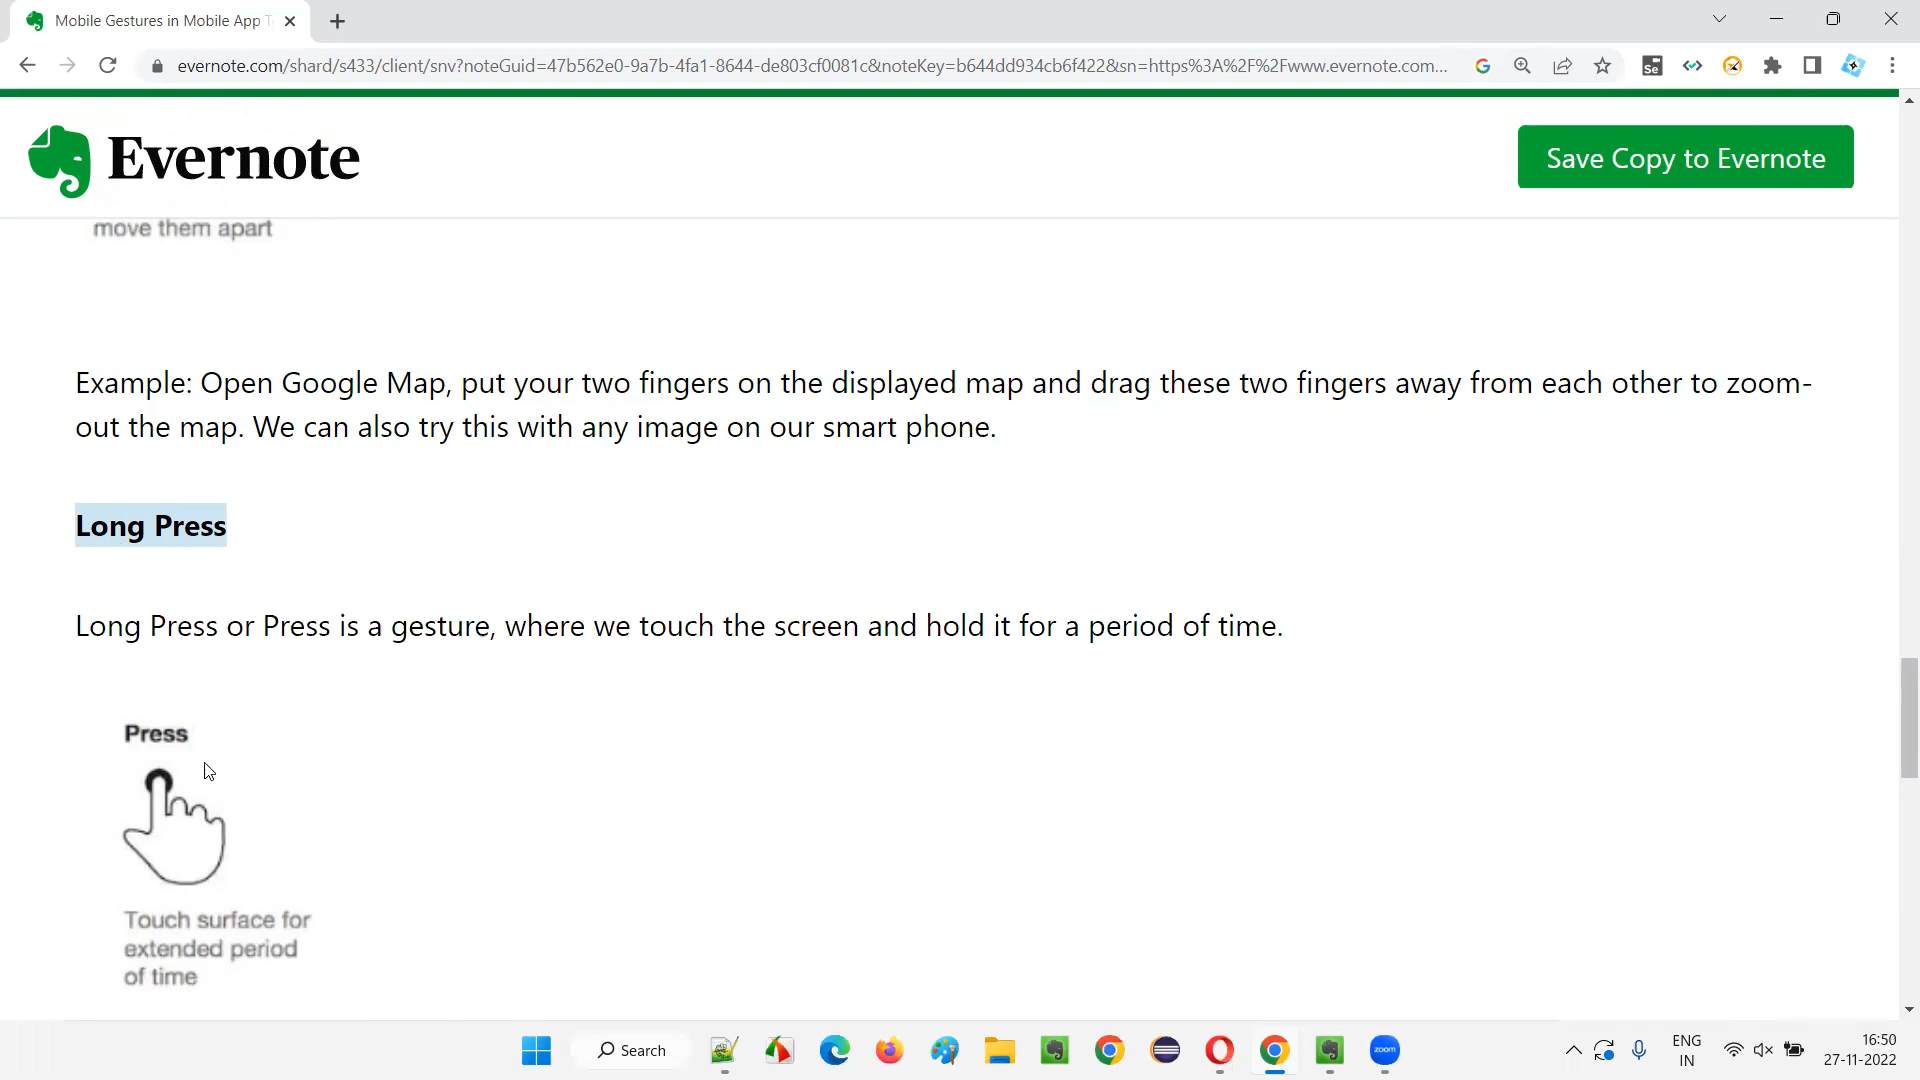 Mobile Gestures in Mobile App T
evernote.com/shard/s433/client/snv?noteGuid=47b562e0-9a7b-4fa1-8644-de803cf0081c&noteKey=b644dd934cb6f422&sn=https%3A%2F%2Fwww.evernote.com...
Se
Evernote
Save Copy to Evernote
move them apart
Example: Open Google Map, put your two fingers on the displayed map and drag these two fingers away from each other to zoom-
out the map. We can also try this with any image on our smart phone.
Long Press
Long Press or Press is a gesture, where we touch the screen and hold it for a period of time.
Press
Touch surface for
extended period
of time
Search
zoom
ENG
IN
16:50
27-11-2022